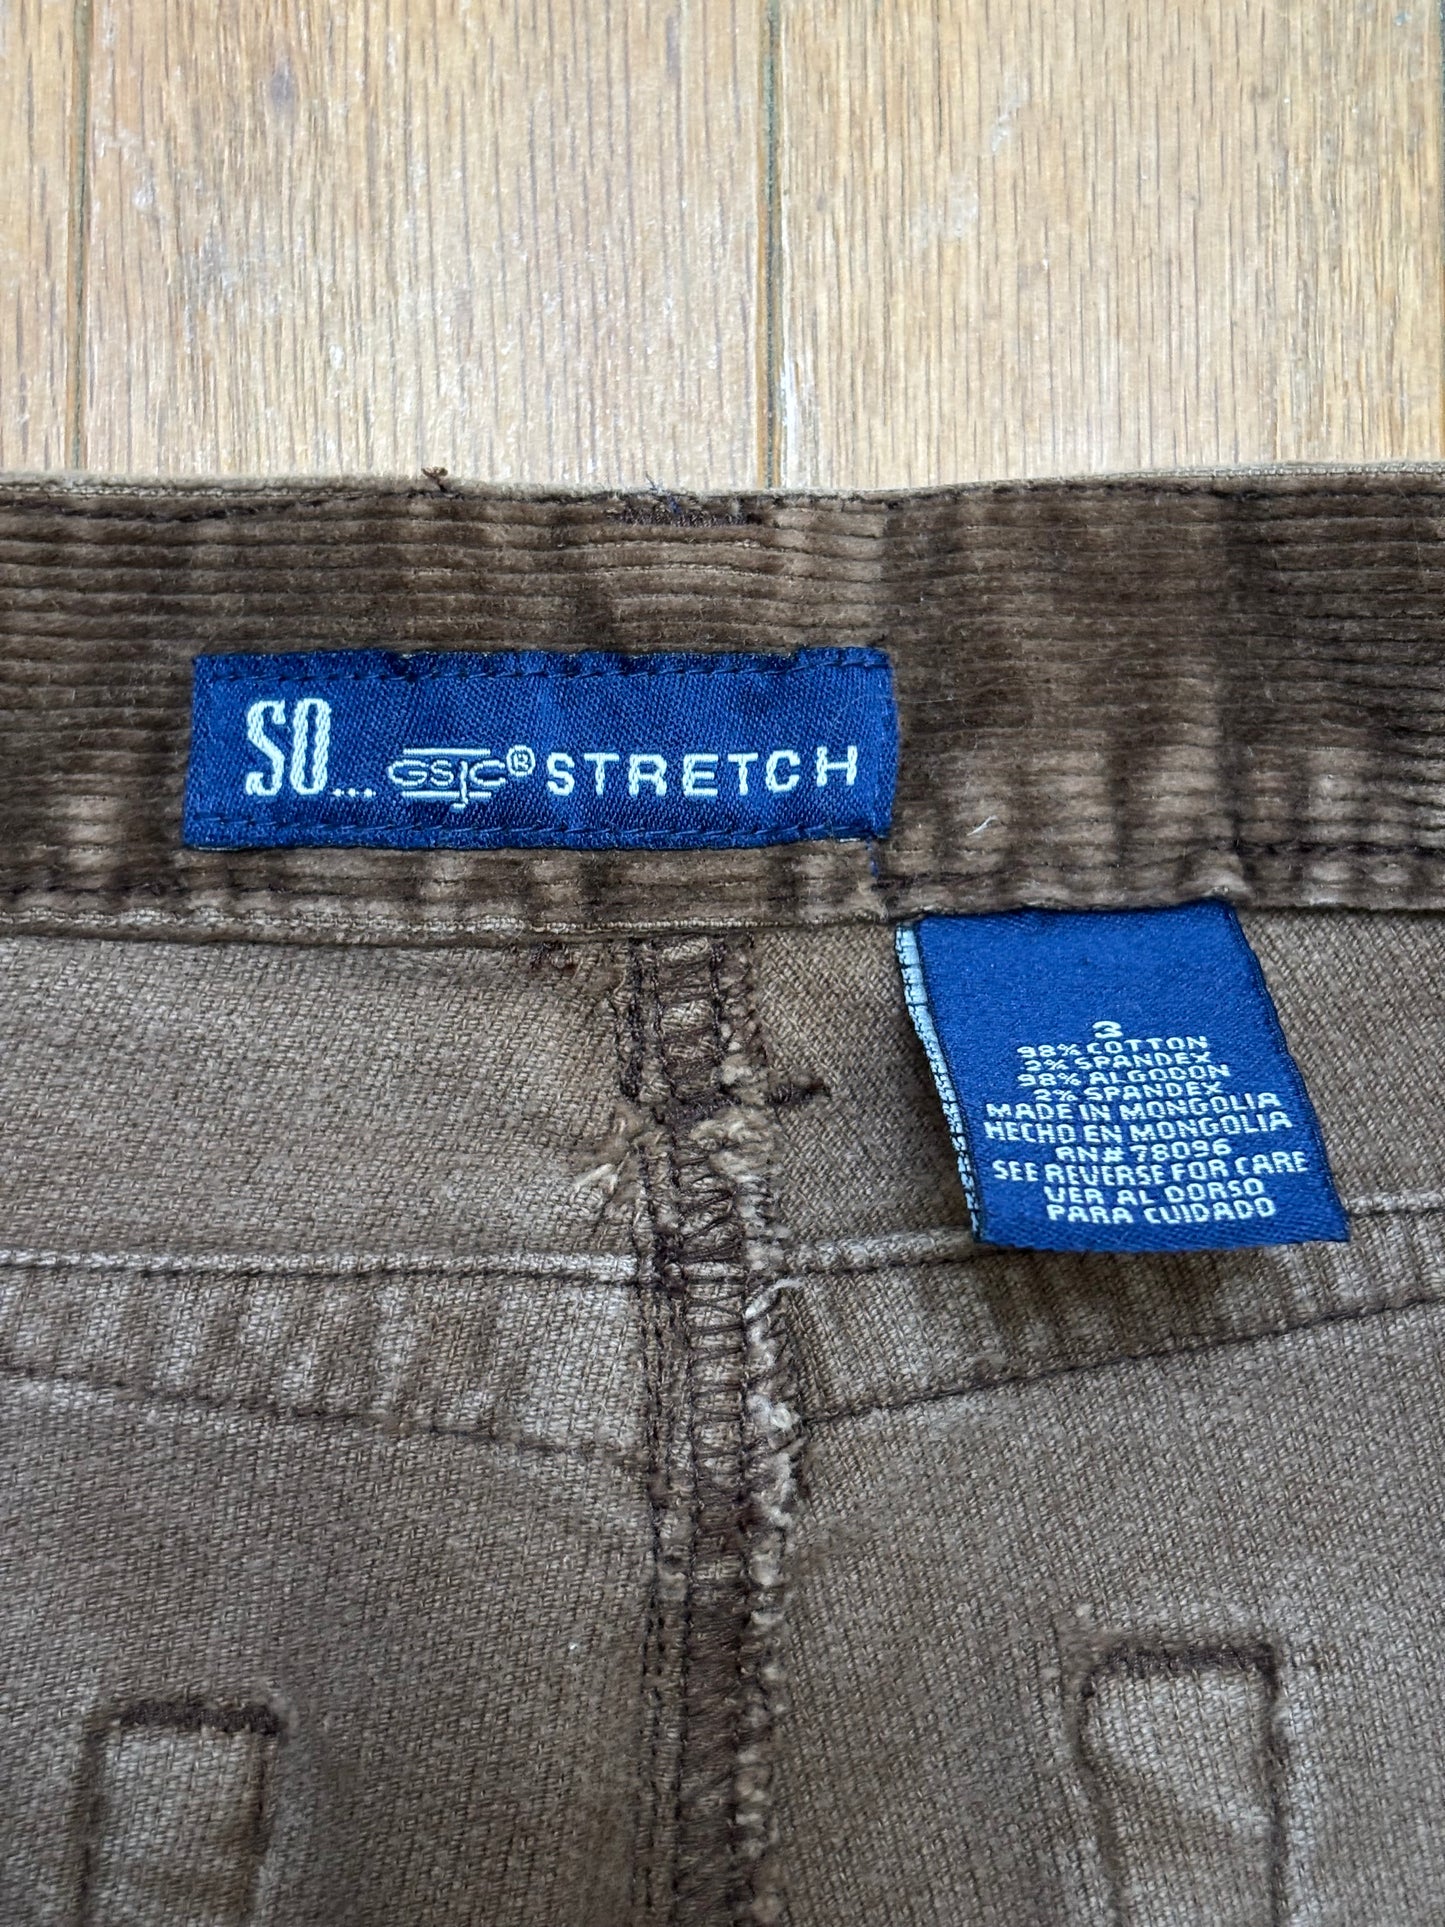 SO... GSJC® STRETCH
3
98% COTTON
2% SPANDEX
98% ALGODON
2% SPANDEX
MADE IN MONGOLIA
HECHO EN MONGOLIA
RN# 78096
SEE REVERSE FOR CARE
VER AL DORSO
PARA CUIDADO